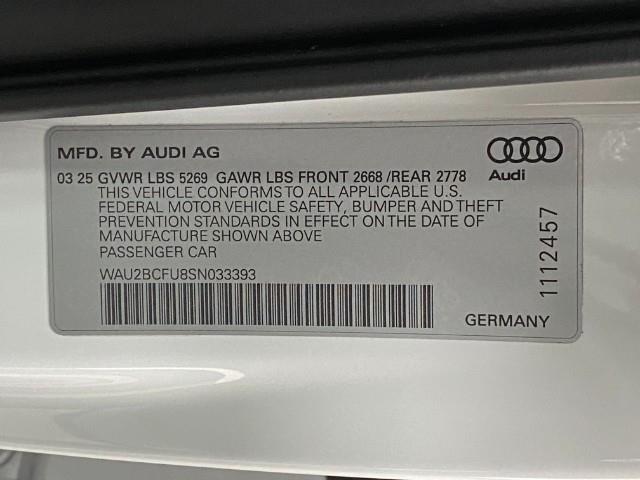 MFD. BY AUDI AG
03 25 GVWR LBS 5269 GAWR LBS FRONT 2668 /REAR 2778
THIS VEHICLE CONFORMS TO ALL APPLICABLE U.S.
FEDERAL MOTOR VEHICLE SAFETY, BUMPER AND THEFT
PREVENTION STANDARDS IN EFFECT ON THE DATE OF
MANUFACTURE SHOWN ABOVE
PASSENGER CAR
WAU2BCFU8SN033393
Audi
1112457
GERMANY